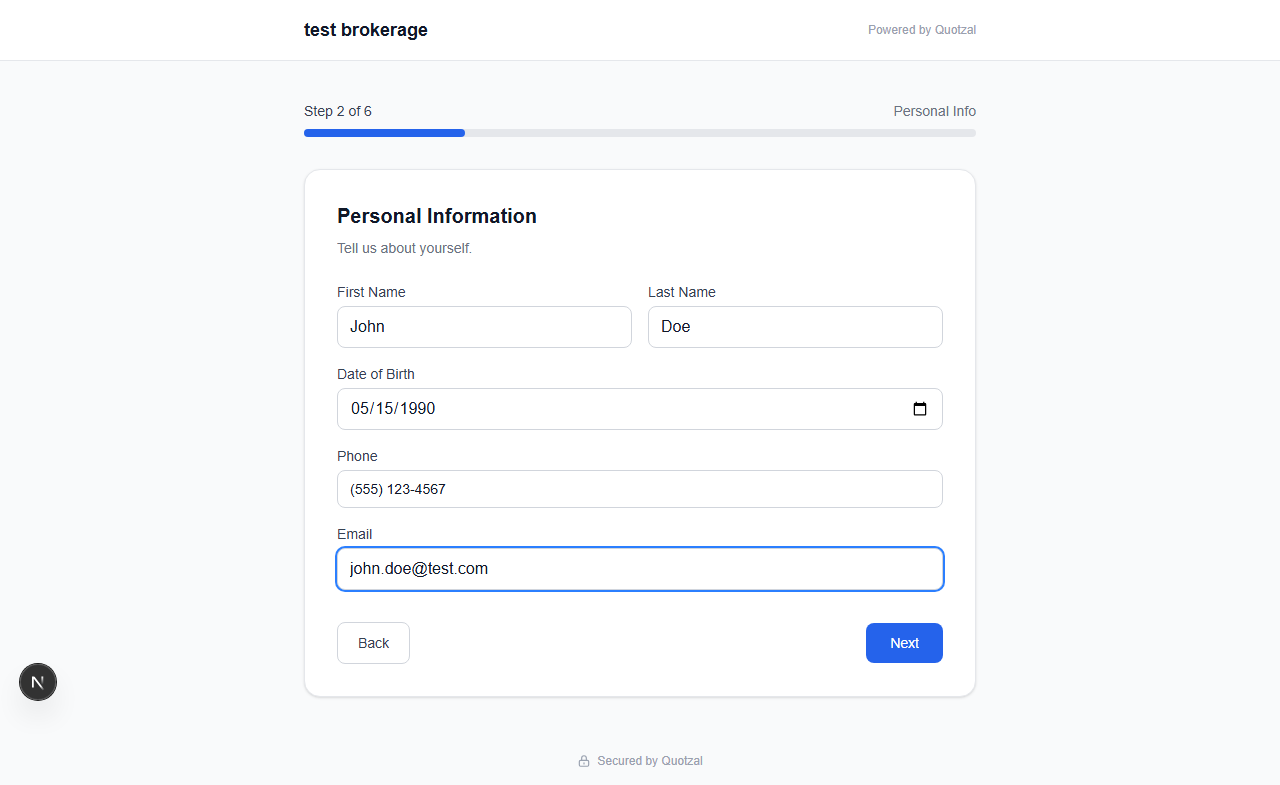 test brokerage
Powered by Quotzal
Step 2 of 6
Personal Info
Personal Information
Tell us about yourself.
First Name
Last Name
John
Doe
Date of Birth
05/15/1990
Phone
(555) 123-4567
Email
john.doe@test.com
Back
Next
N
Secured by Quotzal